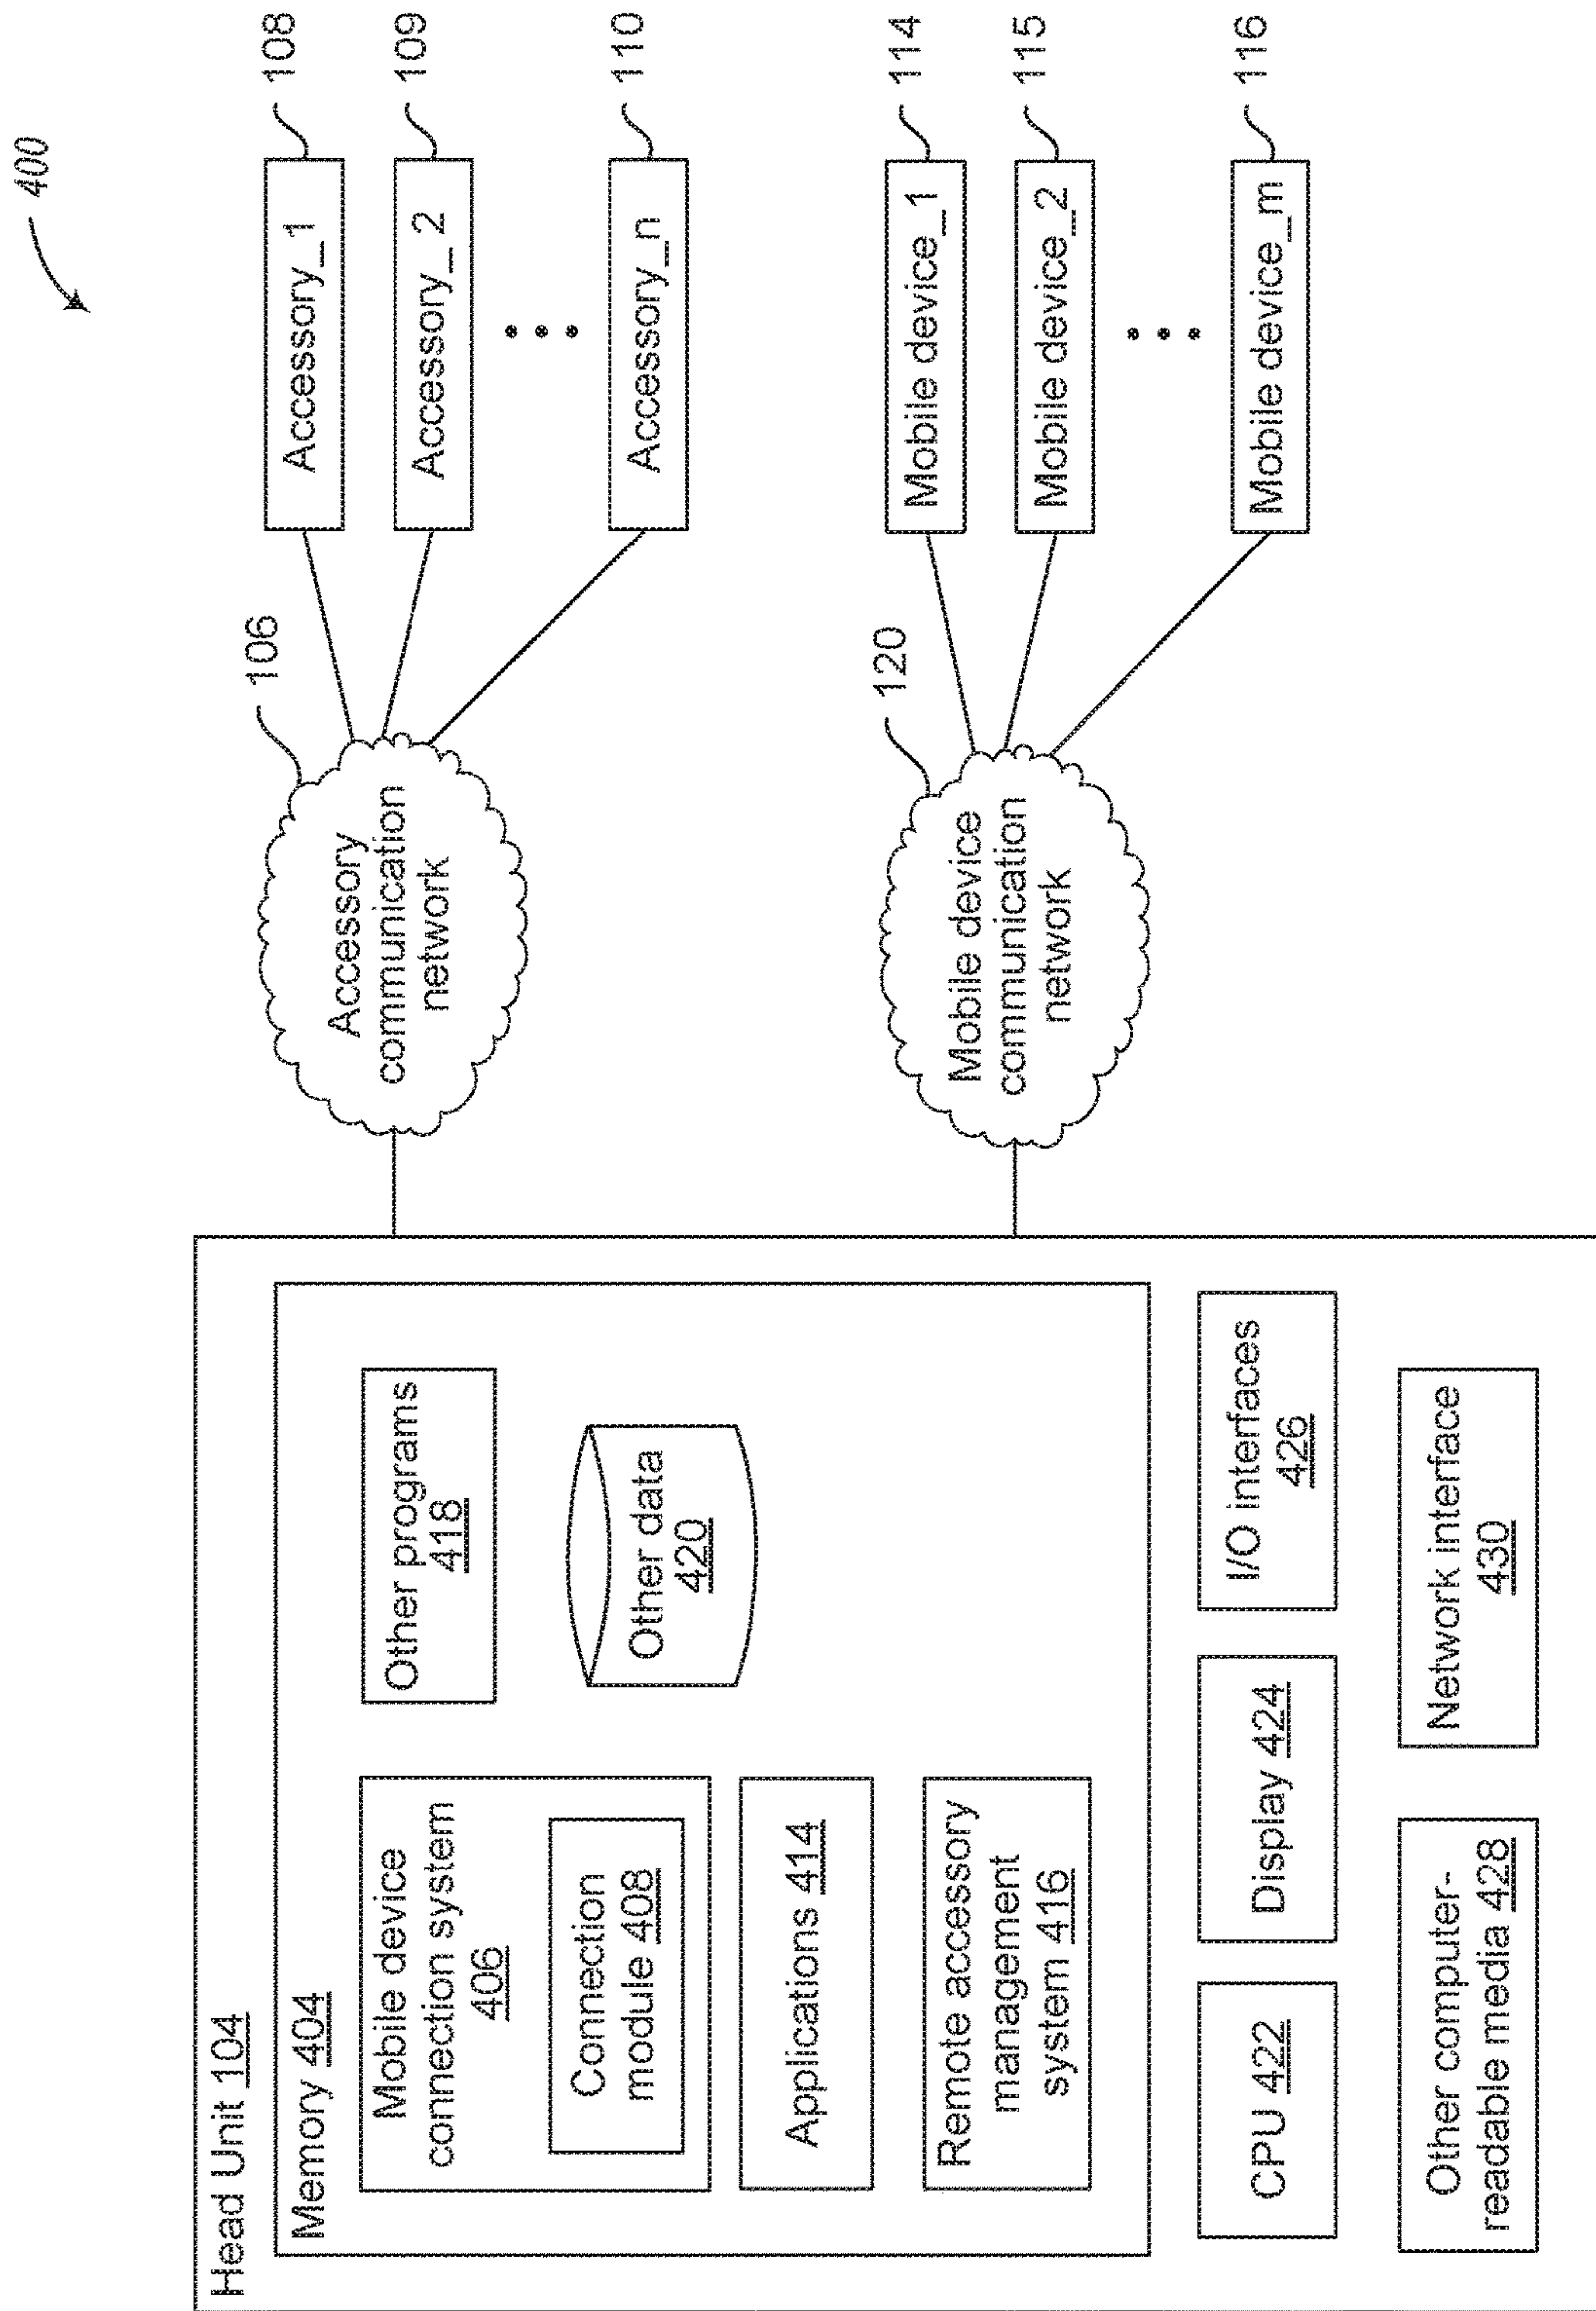 400
Head Unit 104
Memory 404
Mobile device
connection system
406
Connection
module 408
Applications 414
Remote accessory
management
system 416
Other programs
418
Other data
420
CPU 422
Display 424
I/O interfaces
426
Other computer-
readable media 428
Network interface
430
Accessory
communication
network
106
Accessory_1
108
Accessory_2
109
Accessory_n
110
Mobile device
communication
network
120
Mobile device_1
114
Mobile device_2
115
Mobile device_m
116